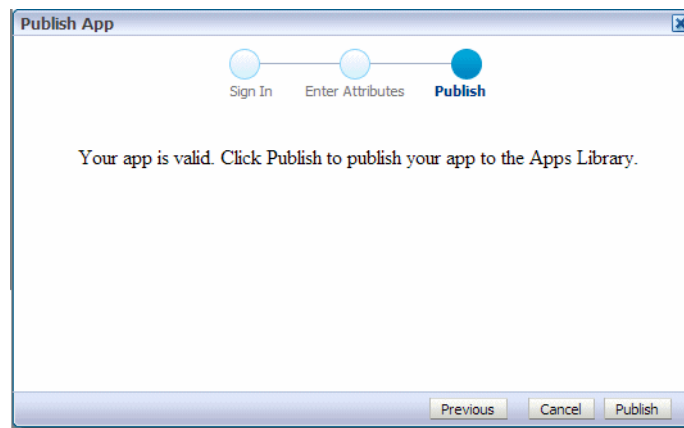 Publish App
Sign In Enter Attributes Publish
Your app is valid. Click Publish to publish your app to the Apps Library.
Previous Cancel Publish